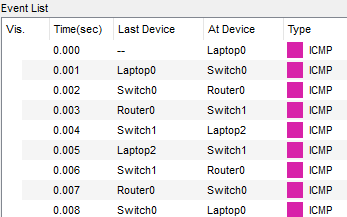 Event List
Vis. Time(sec) Last Device At Device Type
0.000 -- Laptop0 ICMP
0.001 Laptop0 Switch0 ICMP
0.002 Switch0 Router0 ICMP
0.003 Router0 Switch1 ICMP
0.004 Switch1 Laptop2 ICMP
0.005 Laptop2 Switch1 ICMP
0.006 Switch1 Router0 ICMP
0.007 Router0 Switch0 ICMP
0.008 Switch0 Laptop0 ICMP